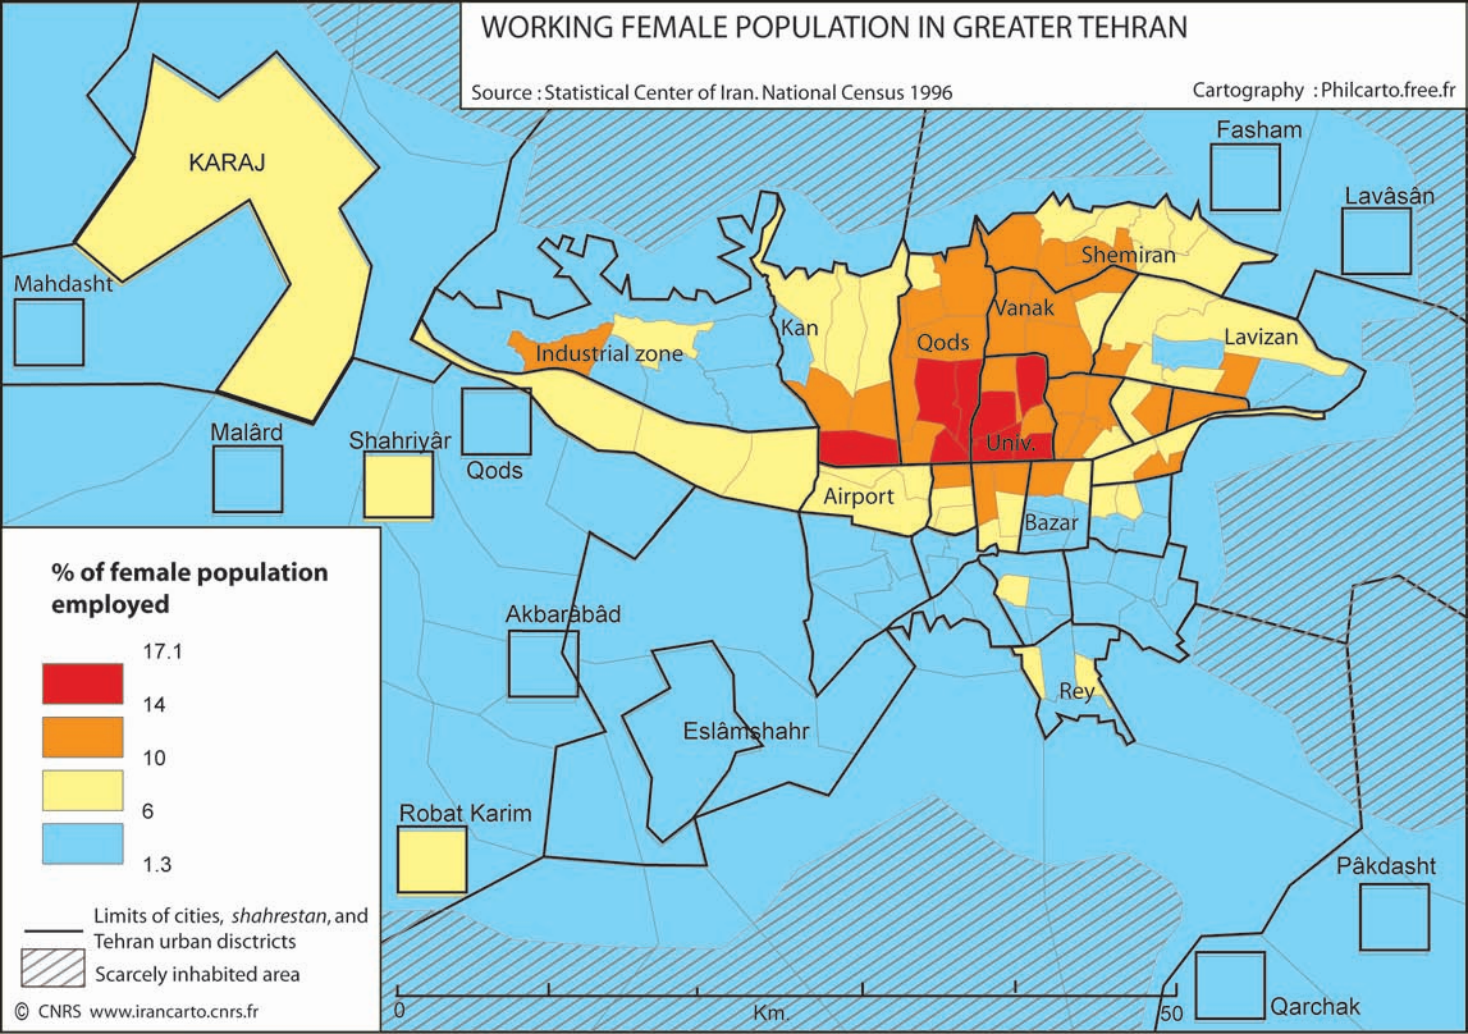 WORKING FEMALE POPULATION IN GREATER TEHRAN
Source : Statistical Center of Iran. National Census 1996
Cartography : Philcarto.free.fr
Fasham
KARAJ
Lavâsân
Shemiran
Mahdasht
Vanak
Kan
Lavizan
Qods
Industrial zone
Malârd
Shahriyâr
Univ.
Qods
Airport
Bazar
% of female population
employed
Akbarâbâd
17.1
14
Rey
Eslâmshahr
10
6
Robat Karim
1.3
Pâkdasht
Limits of cities, shahrestan, and
Tehran urban disctricts
Scarcely inhabited area
© CNRS www.irancarto.cnrs.fr
0
Km.
50
Qarchak